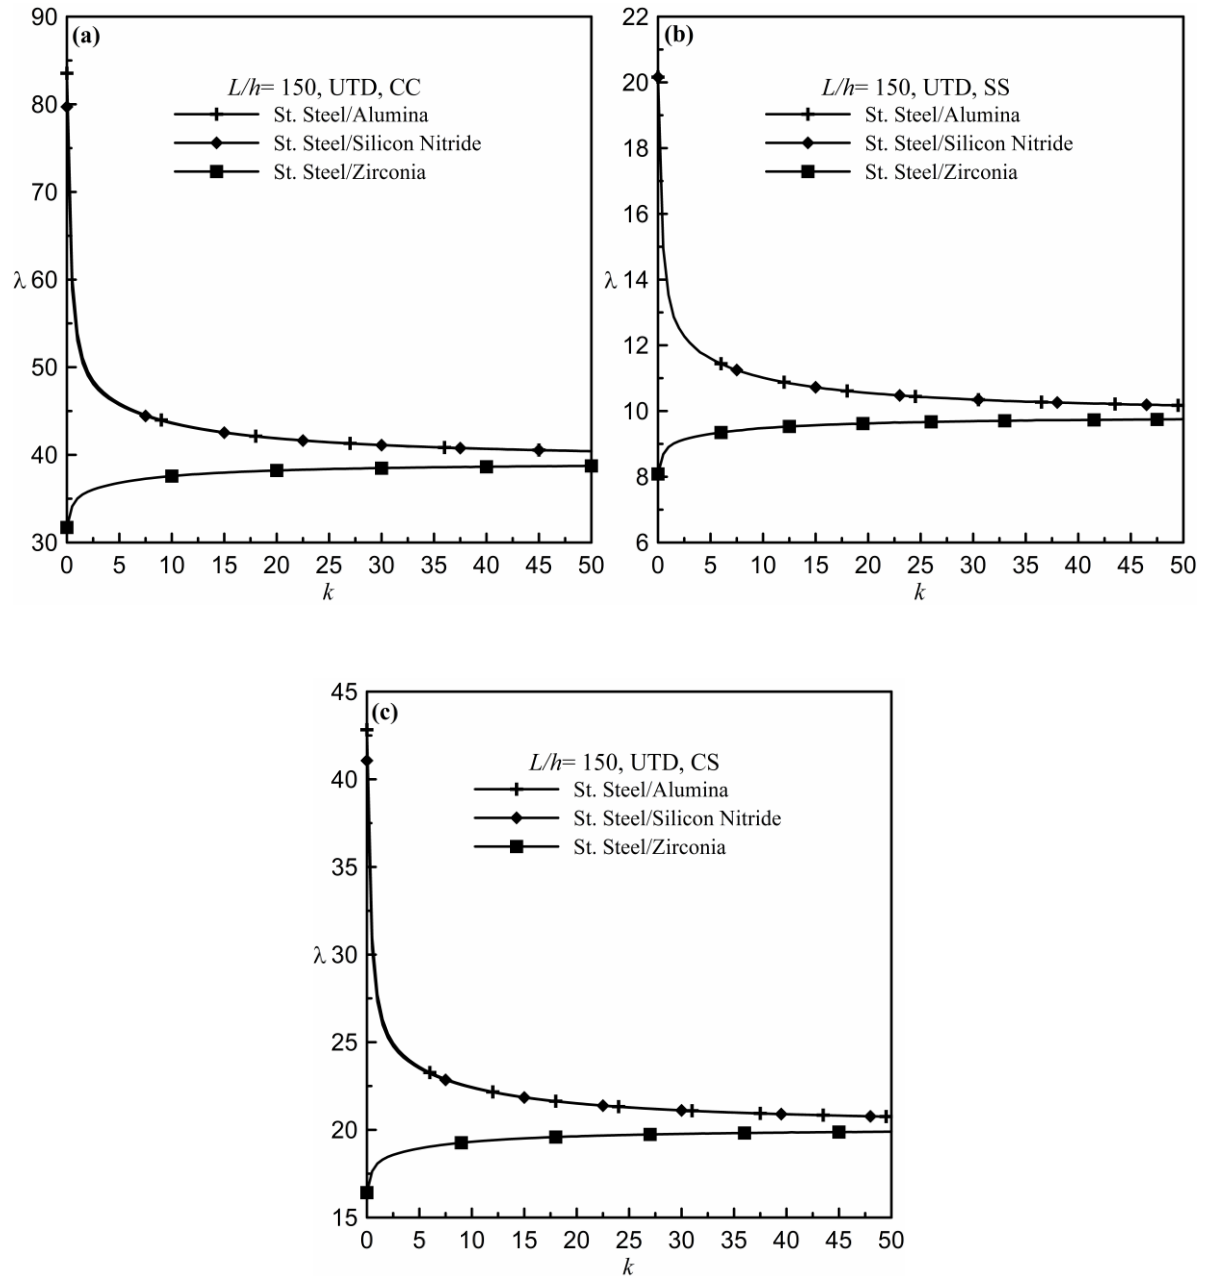 (a)
L/h= 150, UTD, CC
St. Steel/Alumina
St. Steel/Silicon Nitride
St. Steel/Zirconia
90
80
70
λ 60
50
40
30
0 5 10 15 20 25 30 35 40 45 50
k
(b)
L/h= 150, UTD, SS
St. Steel/Alumina
St. Steel/Silicon Nitride
St. Steel/Zirconia
22
20
18
16
λ 14
12
10
8
6
0 5 10 15 20 25 30 35 40 45 50
k
(c)
L/h= 150, UTD, CS
St. Steel/Alumina
St. Steel/Silicon Nitride
St. Steel/Zirconia
45
40
35
λ 30
25
20
15
0 5 10 15 20 25 30 35 40 45 50
k